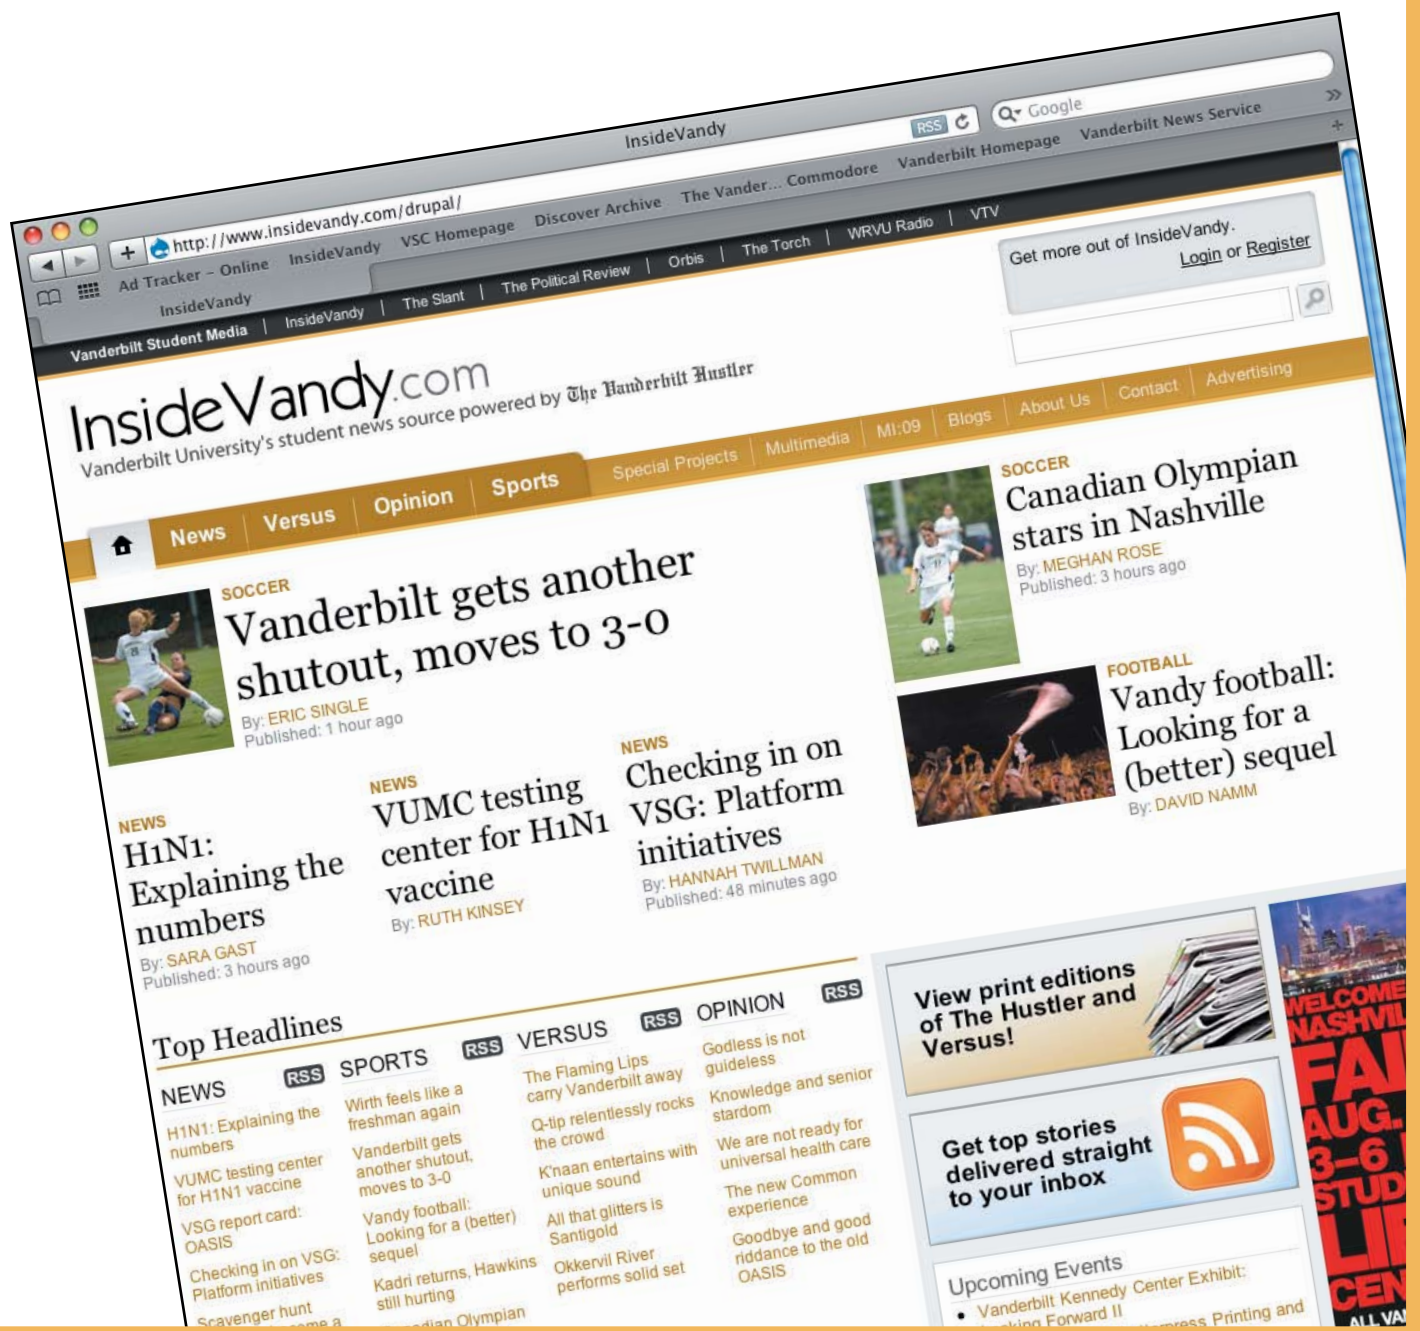 InsideVandy
http://www.insidevandy.com/drupal/
RSS
Google
Ad Tracker – Online InsideVandy VSC Homepage Discover Archive The Vander... Commodore Vanderbilt Homepage Vanderbilt News Service
InsideVandy
Vanderbilt Student Media | InsideVandy | The Slant | The Political Review | Orbis | The Torch | WRVU Radio | VTV
Get more out of InsideVandy.
Login or Register
InsideVandy.com
Vanderbilt University's student news source powered by The Vanderbilt Hustler
News Versus Opinion Sports Special Projects Multimedia MI:09 Blogs About Us Contact Advertising
SOCCER
Vanderbilt gets another
shutout, moves to 3-0
By: ERIC SINGLE
Published: 1 hour ago
SOCCER
Canadian Olympian
stars in Nashville
By: MEGHAN ROSE
Published: 3 hours ago
FOOTBALL
Vandy football:
Looking for a
(better) sequel
By: DAVID NAMM
NEWS
H1N1:
Explaining the
numbers
By: SARA GAST
Published: 3 hours ago
NEWS
VUMC testing
center for H1N1
vaccine
By: RUTH KINSEY
NEWS
Checking in on
VSG: Platform
initiatives
By: HANNAH TWILLMAN
Published: 48 minutes ago
Top Headlines
NEWS RSS
H1N1: Explaining the
numbers
VUMC testing center
for H1N1 vaccine
VSG report card:
OASIS
Checking in on VSG:
Platform initiatives
Scavenger hunt
SPORTS RSS
Wirth feels like a
freshman again
Vanderbilt gets
another shutout,
moves to 3-0
Vandy football:
Looking for a (better)
sequel
Kadri returns, Hawkins
still hurting
Olympian
VERSUS RSS
The Flaming Lips
carry Vanderbilt away
Q-tip relentlessly rocks
the crowd
K'naan entertains with
unique sound
All that glitters is
Santigold
Okkervil River
performs solid set
OPINION RSS
Godless is not
guideless
Knowledge and senior
stardom
We are not ready for
universal health care
The new Common
experience
Goodbye and good
riddance to the old
OASIS
View print editions
of The Hustler and
Versus!
Get top stories
delivered straight
to your inbox
Upcoming Events
• Vanderbilt Kennedy Center Exhibit:
Forward II
Printing and
WELCOME
NASHVIL
FAI
AUG.
3–6
STUD
LIF
CEN
ALL VA